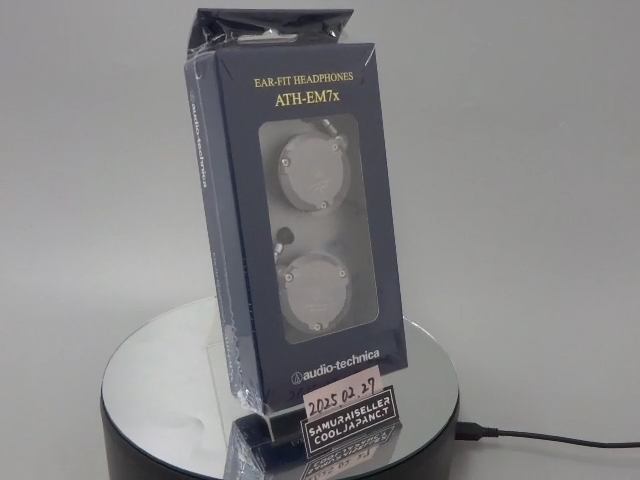 EAR-FIT HEADPHONES
ATH-EM7x
audio-technica
audio-technica
2025.02.27
SAMURAISELLER
COOLJAPAN.T